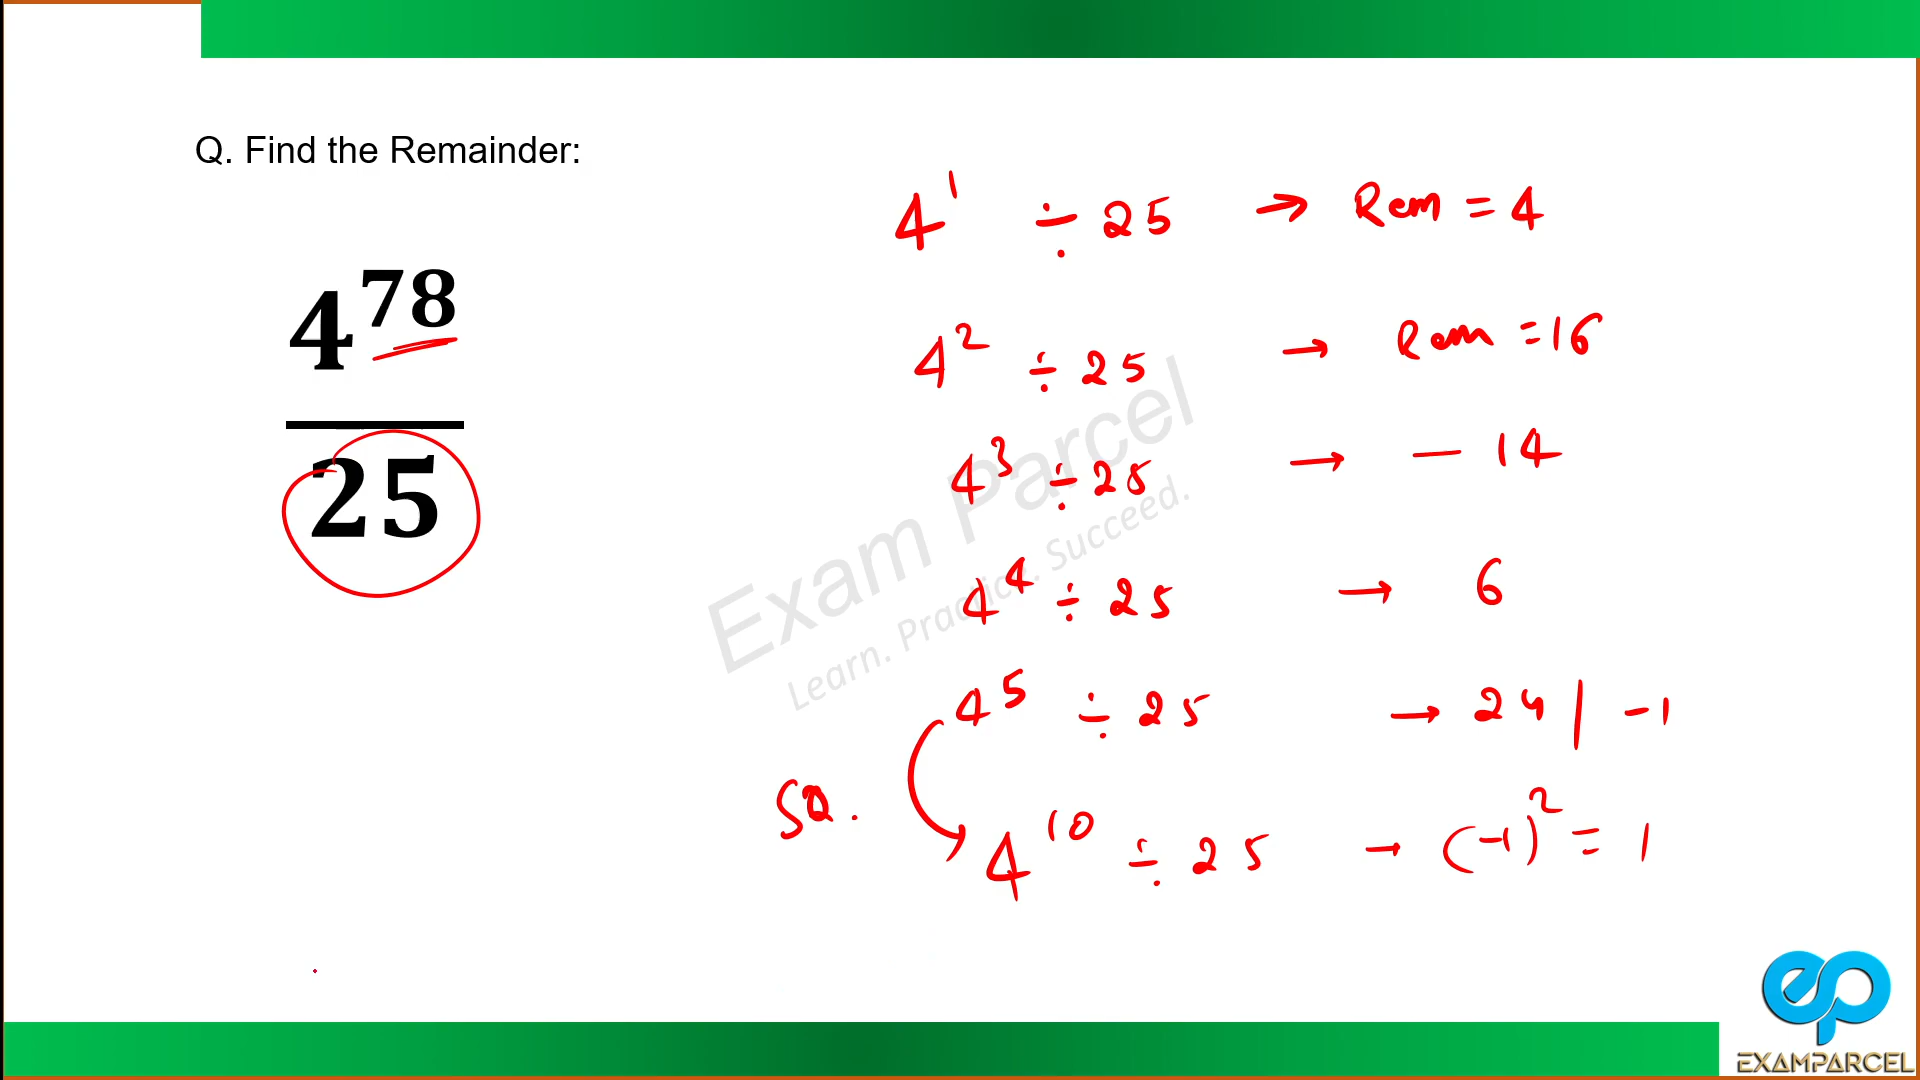 Q. Find the Remainder:
4^78
25
4^1 ÷ 25 → Rem = 4
4^2 ÷ 25 → Rem = 16
4^3 ÷ 25 → - 14
4^4 ÷ 25 → 6
4^5 ÷ 25 → 24 | -1
SQ.
4^10 ÷ 25 → (-1)^2 = 1
Exam Parcel
Learn. Practice. Succeed.
ep
EXAMPARCEL